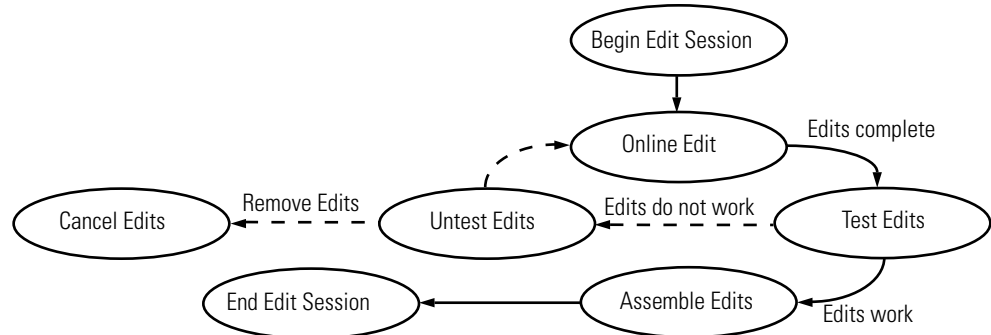 Begin Edit Session
Online Edit
Edits complete
Cancel Edits
Remove Edits
Untest Edits
Edits do not work
Test Edits
End Edit Session
Assemble Edits
Edits work